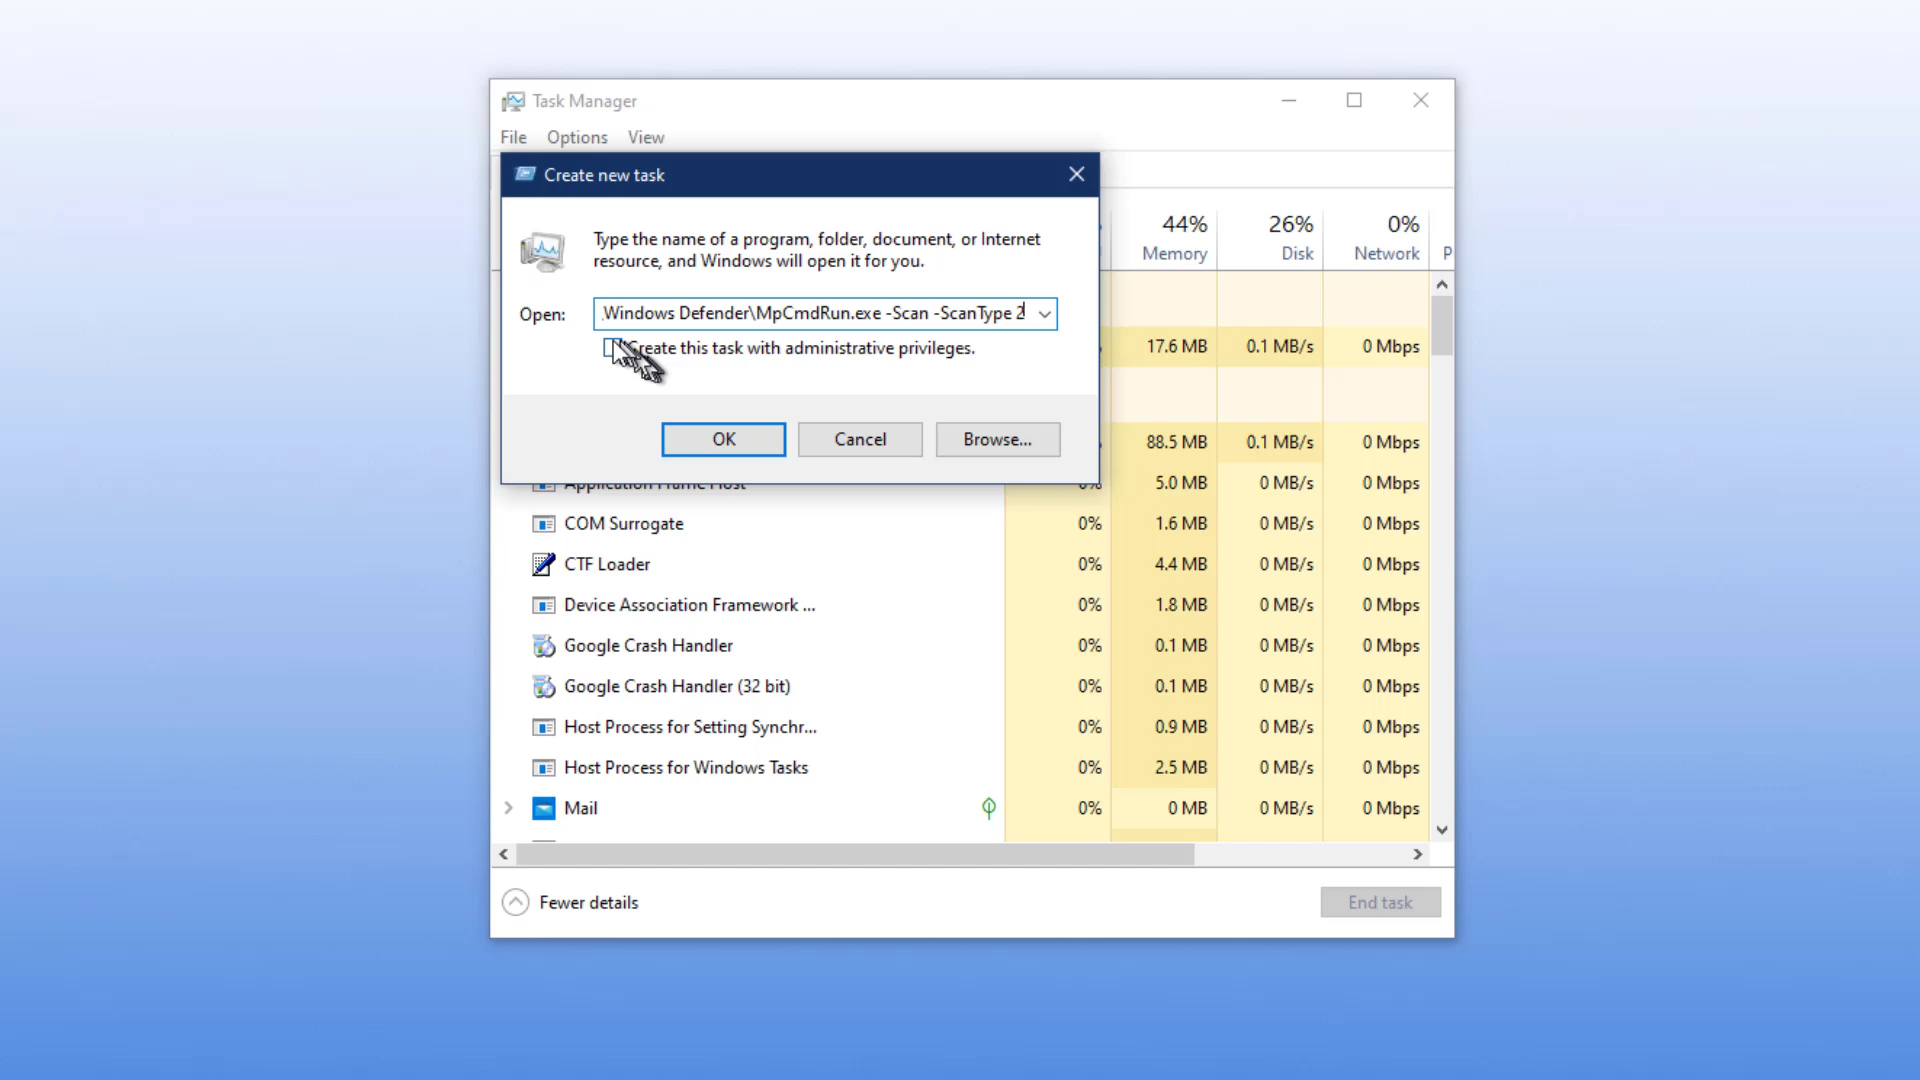 Task Manager
File Options View
Create new task
Type the name of a program, folder, document, or Internet
resource, and Windows will open it for you.
Open: Windows Defender\MpCmdRun.exe -Scan -ScanType 2
Create this task with administrative privileges.
OK Cancel Browse...
44% 26% 0%
Memory Disk Network P
17.6 MB 0.1 MB/s 0 Mbps
88.5 MB 0.1 MB/s 0 Mbps
Application Frame Host 0% 5.0 MB 0 MB/s 0 Mbps
COM Surrogate 0% 1.6 MB 0 MB/s 0 Mbps
CTF Loader 0% 4.4 MB 0 MB/s 0 Mbps
Device Association Framework ... 0% 1.8 MB 0 MB/s 0 Mbps
Google Crash Handler 0% 0.1 MB 0 MB/s 0 Mbps
Google Crash Handler (32 bit) 0% 0.1 MB 0 MB/s 0 Mbps
Host Process for Setting Synchr... 0% 0.9 MB 0 MB/s 0 Mbps
Host Process for Windows Tasks 0% 2.5 MB 0 MB/s 0 Mbps
Mail 0% 0 MB 0 MB/s 0 Mbps
Fewer details End task